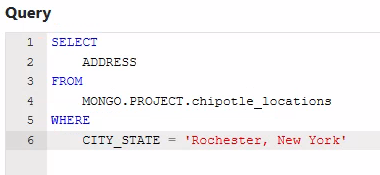 Query
1 SELECT
2 ADDRESS
3 FROM
4 MONGO.PROJECT.chipotle_locations
5 WHERE
6 CITY_STATE = 'Rochester, New York'